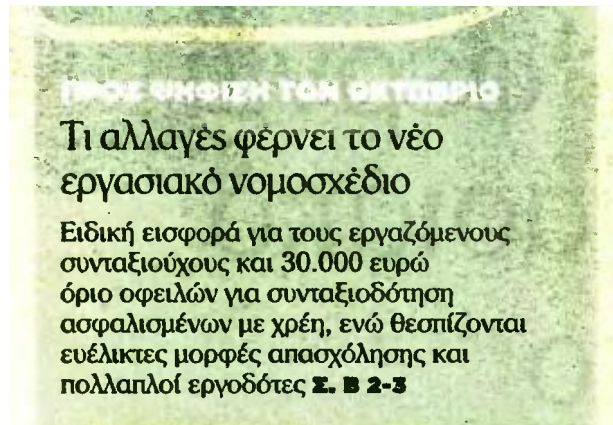 ΠΡΟΣ ΨΗΦΙΣΗ ΤΟΝ ΟΚΤΩΒΡΙΟ
Τι αλλαγές φέρνει το νέο
εργασιακό νομοσχέδιο
Ειδική εισφορά για τους εργαζόμενους
συνταξιούχους και 30.000 ευρώ
όριο οφειλών για συνταξιοδότηση
ασφαλισμένων με χρέη, ενώ θεσπίζονται
ευέλικτες μορφές απασχόλησης και
πολλαπλοί εργοδότες Σ. Β 2-3